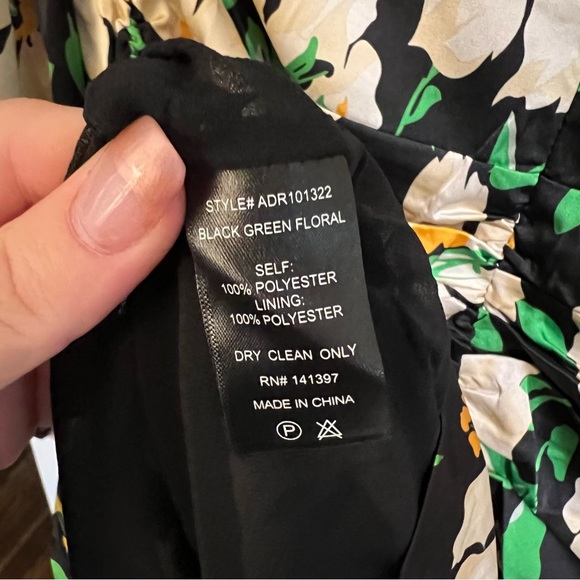 STYLE# ADR101322
BLACK GREEN FLORAL
SELF:
100% POLYESTER
LINING:
100% POLYESTER
DRY CLEAN ONLY
RN# 141397
MADE IN CHINA
P